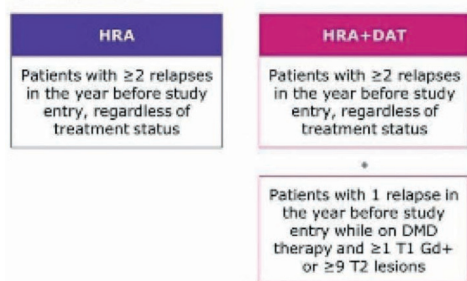 HRA
Patients with ≥2 relapses
in the year before study
entry, regardless of
treatment status
HRA+DAT
Patients with ≥2 relapses
in the year before study
entry, regardless of
treatment status
+
Patients with 1 relapse in
the year before study
entry while on DMD
therapy and ≥1 T1 Gd+
or ≥9 T2 lesions